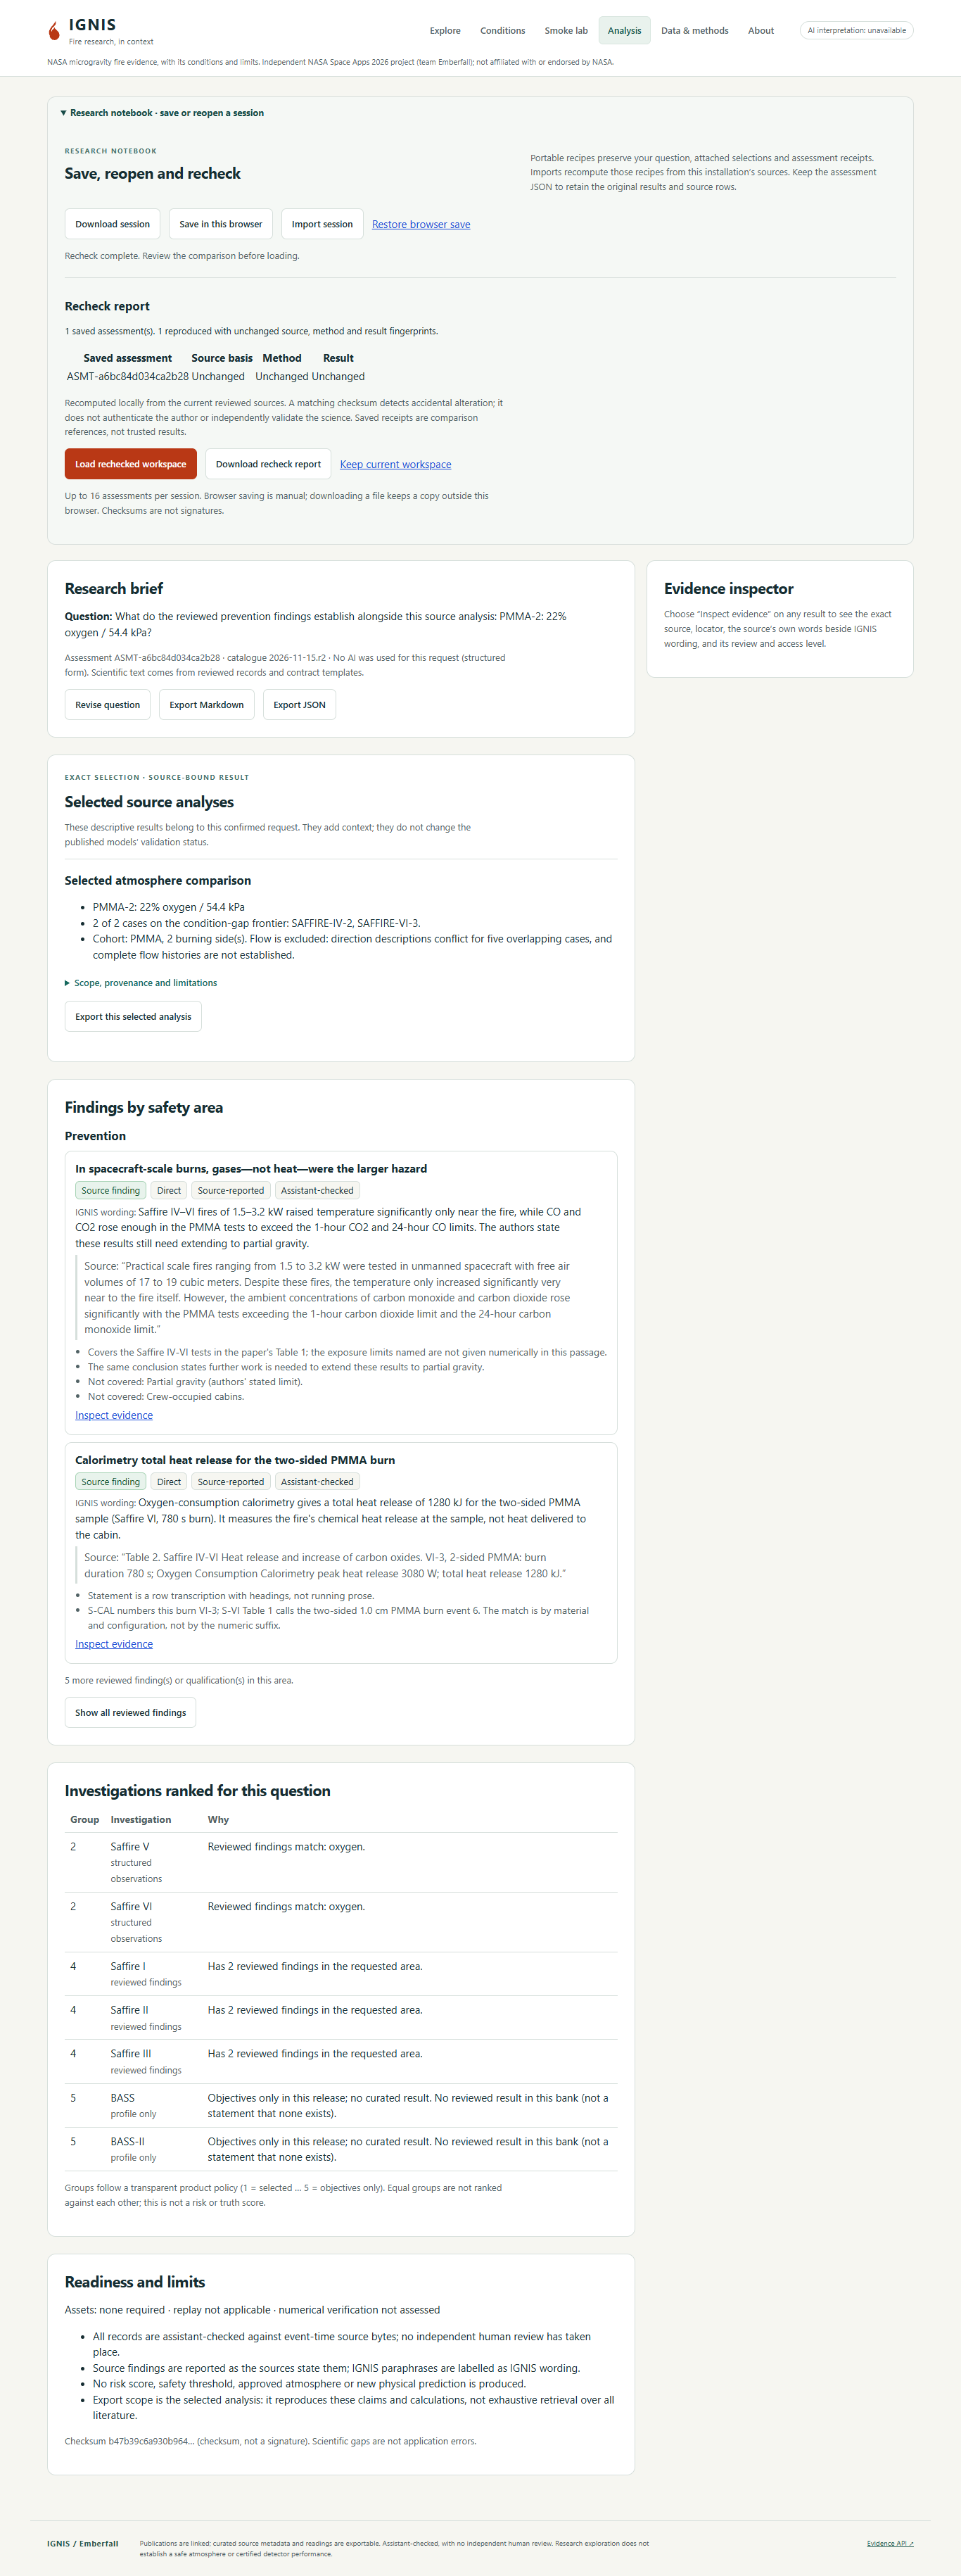 IGNIS
Fire research, in context
Explore
Conditions
Smoke lab
Analysis
Data & methods
About
AI interpretation: unavailable
NASA microgravity fire evidence, with its conditions and limits. Independent NASA Space Apps 2026 project (team Emberfall); not affiliated with or endorsed by NASA.
▼ Research notebook · save or reopen a session
RESEARCH NOTEBOOK
Save, reopen and recheck
Portable recipes preserve your question, attached selections and assessment receipts.
Imports recompute those recipes from this installation's sources. Keep the assessment
JSON to retain the original results and source rows.
Download session
Save in this browser
Import session
Restore browser save
Recheck complete. Review the comparison before loading.
Recheck report
1 saved assessment(s). 1 reproduced with unchanged source, method and result fingerprints.
Saved assessment Source basis Method Result
ASMT-a6bc84d034ca2b28 Unchanged Unchanged Unchanged
Recomputed locally from the current reviewed sources. A matching checksum detects accidental alteration; it
does not authenticate the author or independently validate the science. Saved receipts are comparison
references, not trusted results.
Load rechecked workspace
Download recheck report
Keep current workspace
Up to 16 assessments per session. Browser saving is manual; downloading a file keeps a copy outside this
browser. Checksums are not signatures.
Research brief
Question: What do the reviewed prevention findings establish alongside this source analysis: PMMA-2: 22%
oxygen / 54.4 kPa?
Assessment ASMT-a6bc84d034ca2b28 · catalogue 2026-11-15.r2 · No AI was used for this request (structured
form). Scientific text comes from reviewed records and contract templates.
Revise question
Export Markdown
Export JSON
Evidence inspector
Choose "Inspect evidence" on any result to see the exact
source, locator, the source's own words beside IGNIS
wording, and its review and access level.
EXACT SELECTION · SOURCE-BOUND RESULT
Selected source analyses
These descriptive results belong to this confirmed request. They add context; they do not change the
published models' validation status.
Selected atmosphere comparison
• PMMA-2: 22% oxygen / 54.4 kPa
• 2 of 2 cases on the condition-gap frontier: SAFFIRE-IV-2, SAFFIRE-VI-3.
• Cohort: PMMA, 2 burning side(s). Flow is excluded: direction descriptions conflict for five overlapping cases, and
complete flow histories are not established.
▶ Scope, provenance and limitations
Export this selected analysis
Findings by safety area
Prevention
In spacecraft-scale burns, gases—not heat—were the larger hazard
Source finding
Direct
Source-reported
Assistant-checked
IGNIS wording: Saffire IV–VI fires of 1.5–3.2 kW raised temperature significantly only near the fire, while CO and
CO2 rose enough in the PMMA tests to exceed the 1-hour CO2 and 24-hour CO limits. The authors state
these results still need extending to partial gravity.
Source: "Practical scale fires ranging from 1.5 to 3.2 kW were tested in unmanned spacecraft with free air
volumes of 17 to 19 cubic meters. Despite these fires, the temperature only increased significantly very
near to the fire itself. However, the ambient concentrations of carbon monoxide and carbon dioxide rose
significantly with the PMMA tests exceeding the 1-hour carbon dioxide limit and the 24-hour carbon
monoxide limit."
• Covers the Saffire IV-VI tests in the paper's Table 1; the exposure limits named are not given numerically in this passage.
• The same conclusion states further work is needed to extend these results to partial gravity.
• Not covered: Partial gravity (authors' stated limit).
• Not covered: Crew-occupied cabins.
Inspect evidence
Calorimetry total heat release for the two-sided PMMA burn
Source finding
Direct
Source-reported
Assistant-checked
IGNIS wording: Oxygen-consumption calorimetry gives a total heat release of 1280 kJ for the two-sided PMMA
sample (Saffire VI, 780 s burn). It measures the fire's chemical heat release at the sample, not heat delivered to
the cabin.
Source: "Table 2. Saffire IV-VI Heat release and increase of carbon oxides. VI-3, 2-sided PMMA: burn
duration 780 s; Oxygen Consumption Calorimetry peak heat release 3080 W; total heat release 1280 kJ."
• Statement is a row transcription with headings, not running prose.
• S-CAL numbers this burn VI-3; S-VI Table 1 calls the two-sided 1.0 cm PMMA burn event 6. The match is by material
and configuration, not by the numeric suffix.
Inspect evidence
5 more reviewed finding(s) or qualification(s) in this area.
Show all reviewed findings
Investigations ranked for this question
Group Investigation Why
2 Saffire V Reviewed findings match: oxygen.
structured
observations
2 Saffire VI Reviewed findings match: oxygen.
structured
observations
4 Saffire I Has 2 reviewed findings in the requested area.
reviewed findings
4 Saffire II Has 2 reviewed findings in the requested area.
reviewed findings
4 Saffire III Has 2 reviewed findings in the requested area.
reviewed findings
5 BASS Objectives only in this release; no curated result. No reviewed result in this bank (not a
profile only statement that none exists).
5 BASS-II Objectives only in this release; no curated result. No reviewed result in this bank (not a
profile only statement that none exists).
Groups follow a transparent product policy (1 = selected ... 5 = objectives only). Equal groups are not ranked
against each other; this is not a risk or truth score.
Readiness and limits
Assets: none required · replay not applicable · numerical verification not assessed
• All records are assistant-checked against event-time source bytes; no independent human review has taken
place.
• Source findings are reported as the sources state them; IGNIS paraphrases are labelled as IGNIS wording.
• No risk score, safety threshold, approved atmosphere or new physical prediction is produced.
• Export scope is the selected analysis: it reproduces these claims and calculations, not exhaustive retrieval over all
literature.
Checksum b47b39c6a930b964... (checksum, not a signature). Scientific gaps are not application errors.
IGNIS / Emberfall
Publications are linked; curated source metadata and readings are exportable. Assistant-checked, with no independent human review. Research exploration does not
establish a safe atmosphere or certified detector performance.
Evidence API ↗